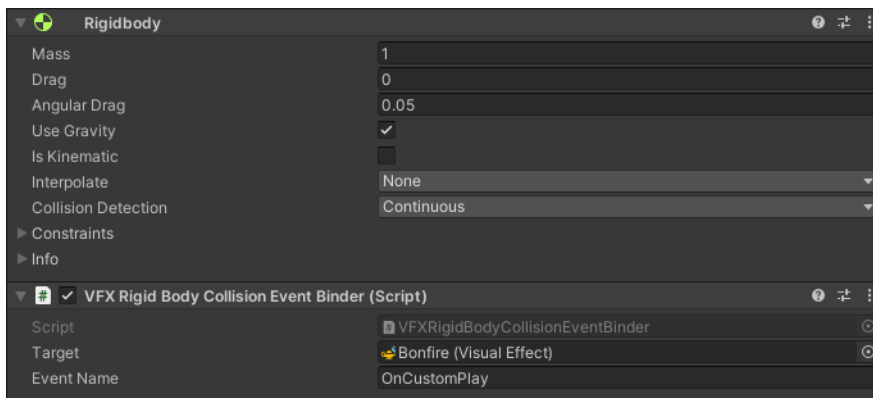 Rigidbody
Mass 1
Drag 0
Angular Drag 0.05
Use Gravity
Is Kinematic
Interpolate None
Collision Detection Continuous
Constraints
Info
# VFX Rigid Body Collision Event Binder (Script)
Script VFXRigidBodyCollisionEventBinder
Target Bonfire (Visual Effect)
Event Name OnCustomPlay